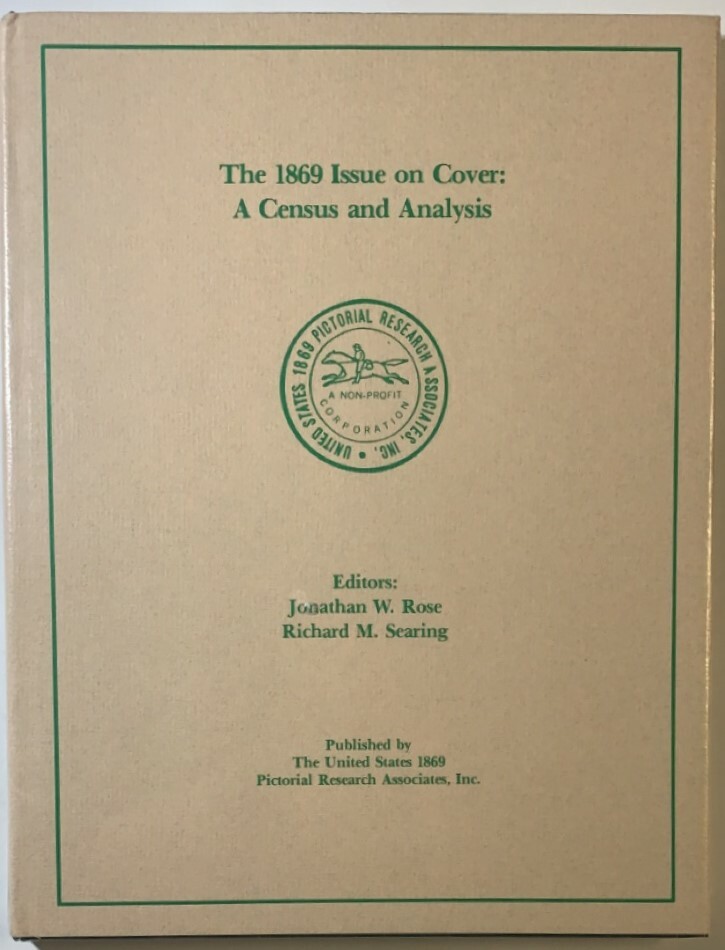 The 1869 Issue on Cover:
A Census and Analysis
UNITED STATES 1869 PICTORIAL RESEARCH ASSOCIATES, INC. •
A NON-PROFIT
CORPORATION
Editors:
Jonathan W. Rose
Richard M. Searing
Published by
The United States 1869
Pictorial Research Associates, Inc.